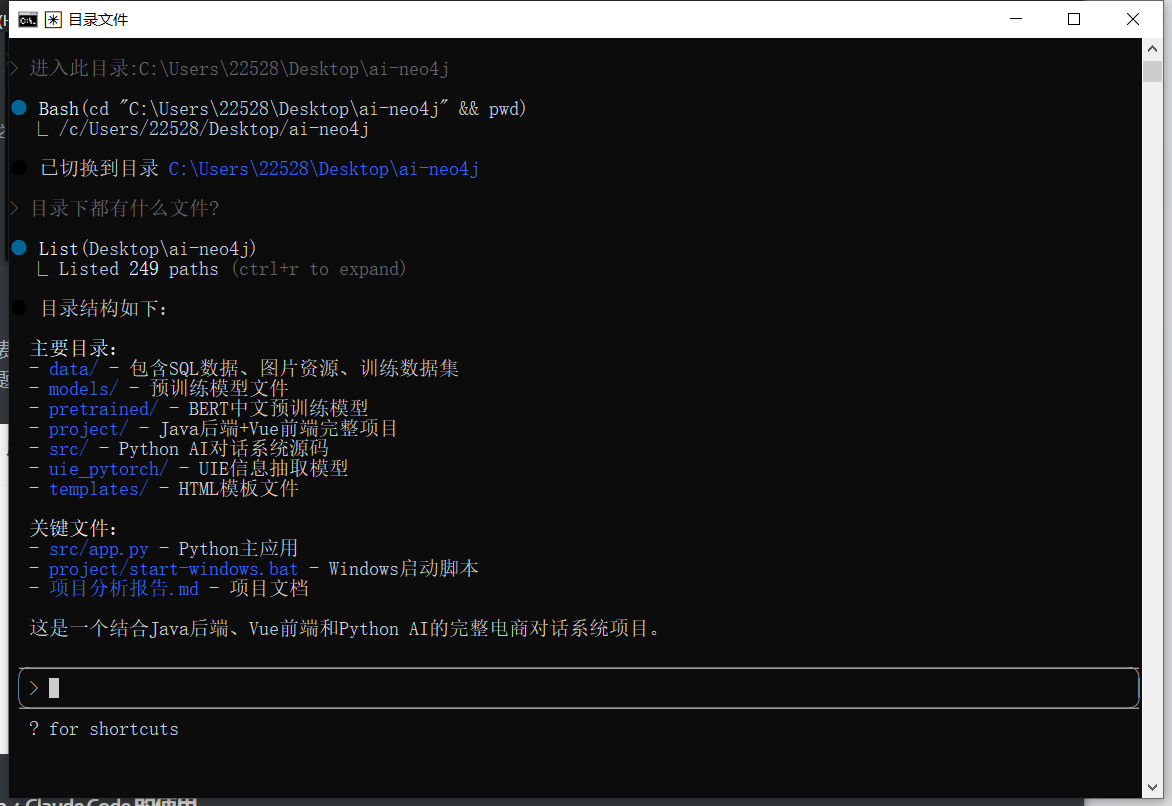 目录文件
> 进入此目录:C:\Users\22528\Desktop\ai-neo4j
Bash(cd "C:\Users\22528\Desktop\ai-neo4j" && pwd)
/c/Users/22528/Desktop/ai-neo4j
已切换到目录 C:\Users\22528\Desktop\ai-neo4j
> 目录下都有什么文件?
List(Desktop\ai-neo4j)
Listed 249 paths (ctrl+r to expand)
目录结构如下:
主要目录:
- data/ - 包含SQL数据、图片资源、训练数据集
- models/ - 预训练模型文件
- pretrained/ - BERT中文预训练模型
- project/ - Java后端+Vue前端完整项目
- src/ - Python AI对话系统源码
- uie_pytorch/ - UIE信息抽取模型
- templates/ - HTML模板文件
关键文件:
- src/app.py - Python主应用
- project/start-windows.bat - Windows启动脚本
- 项目分析报告.md - 项目文档
这是一个结合Java后端、Vue前端和Python AI的完整电商对话系统项目。
>
? for shortcuts